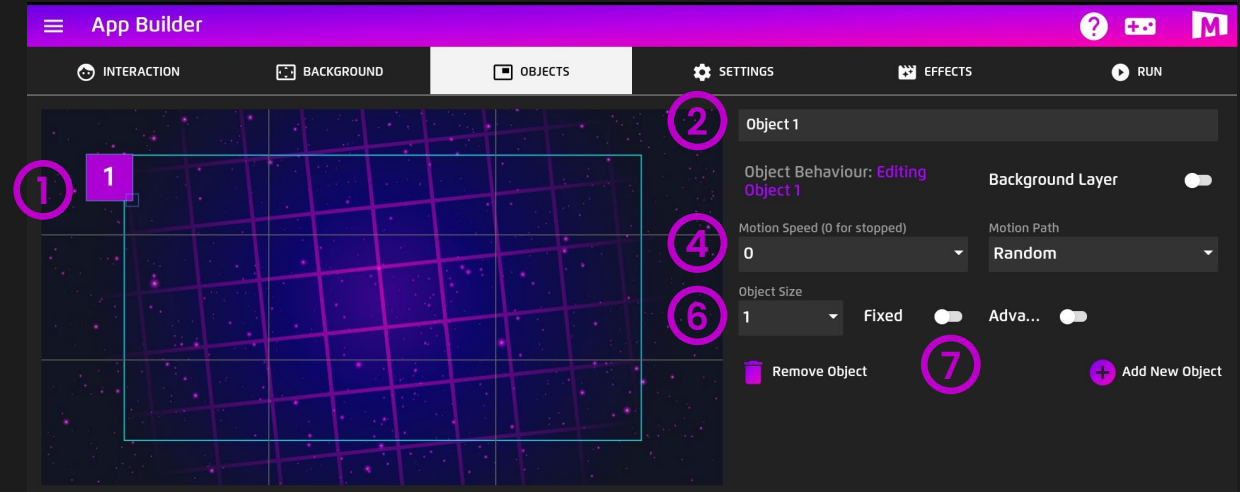 App Builder
?
M
INTERACTION
BACKGROUND
OBJECTS
SETTINGS
EFFECTS
RUN
1
1
2
Object 1
Object Behaviour: Editing
Object 1
Background Layer
4
Motion Speed (0 for stopped)
0
Motion Path
Random
6
Object Size
1
Fixed
Adva...
7
Remove Object
Add New Object